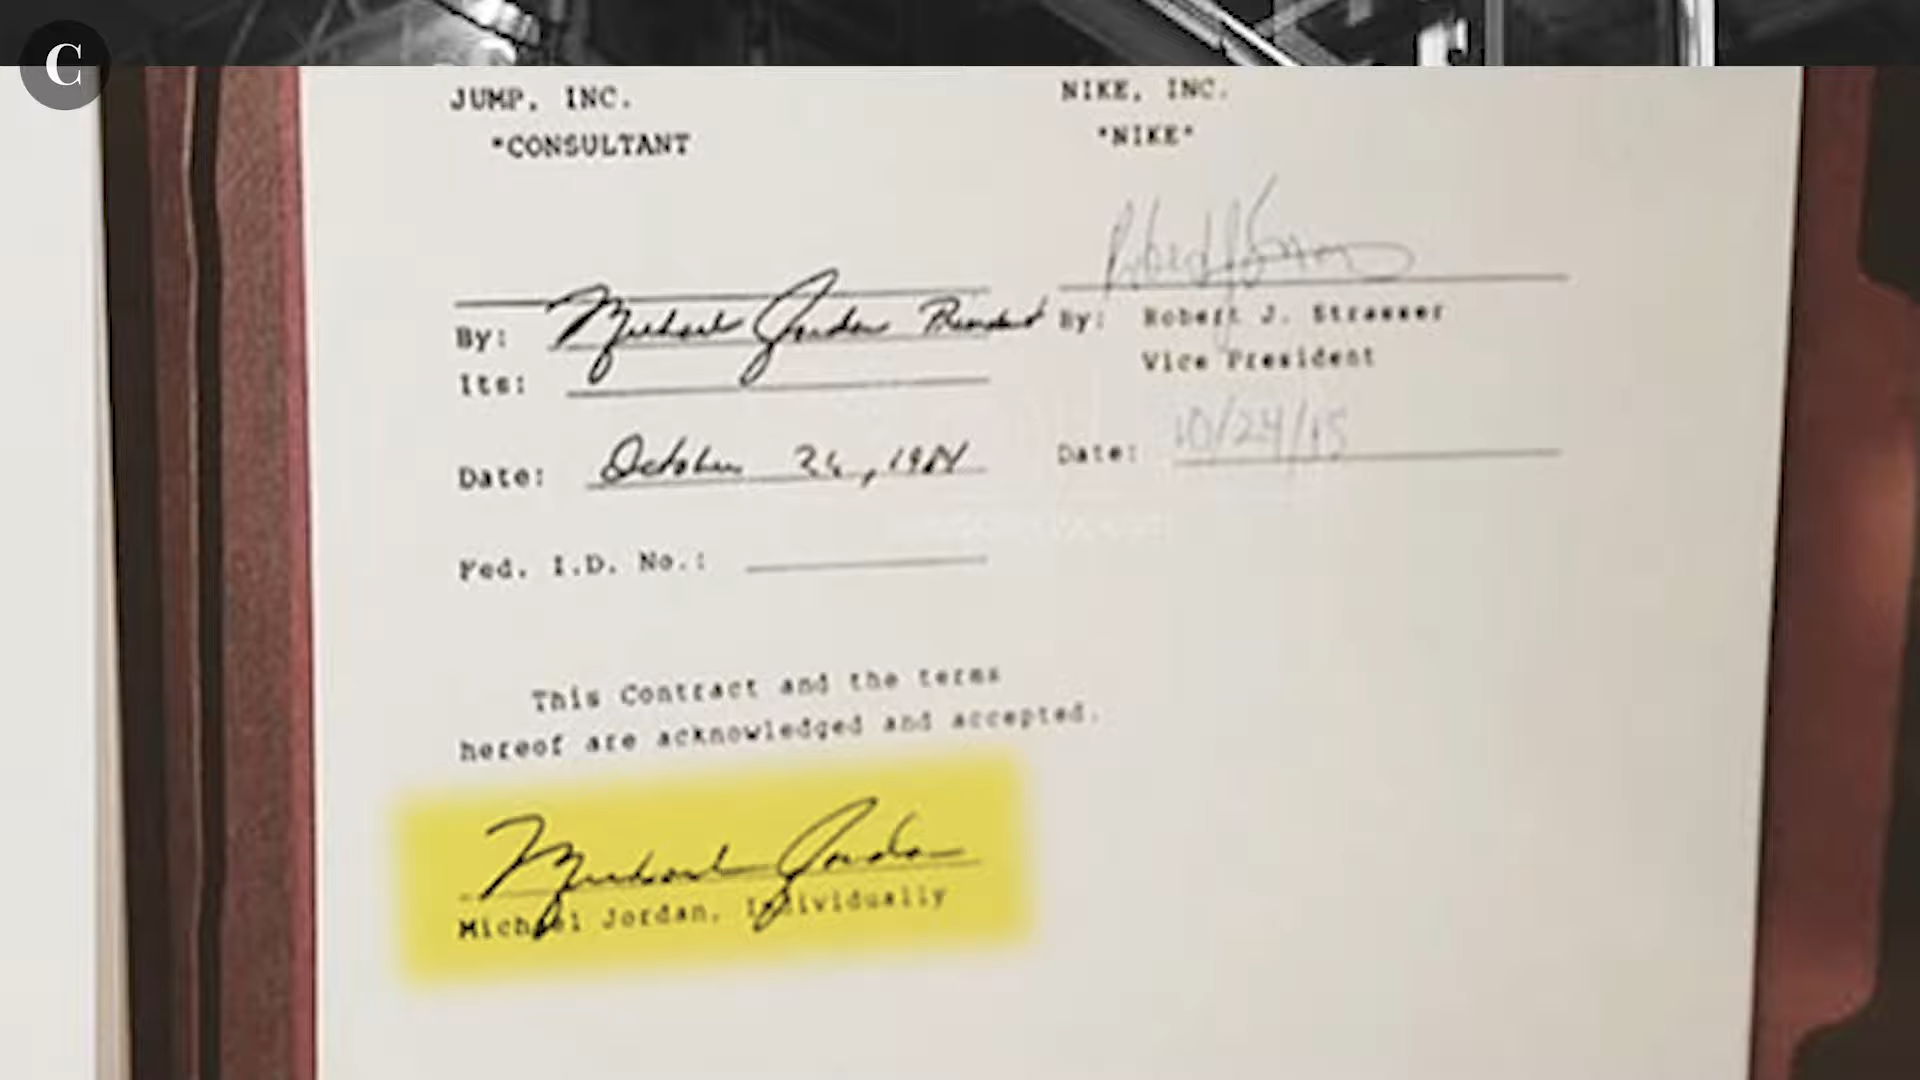 C
JUMP, INC.
"CONSULTANT
NIKE, INC.
"NIKE"
By: Michael Jordan President
Its:
Date: October 26, 1984
Fed. I.D. No.:
By: Robert J. Strasser
Vice President
Date: 10/24/
This Contract and the terms
hereof are acknowledged and accepted.
Michael Jordan
Michael Jordan, Individually